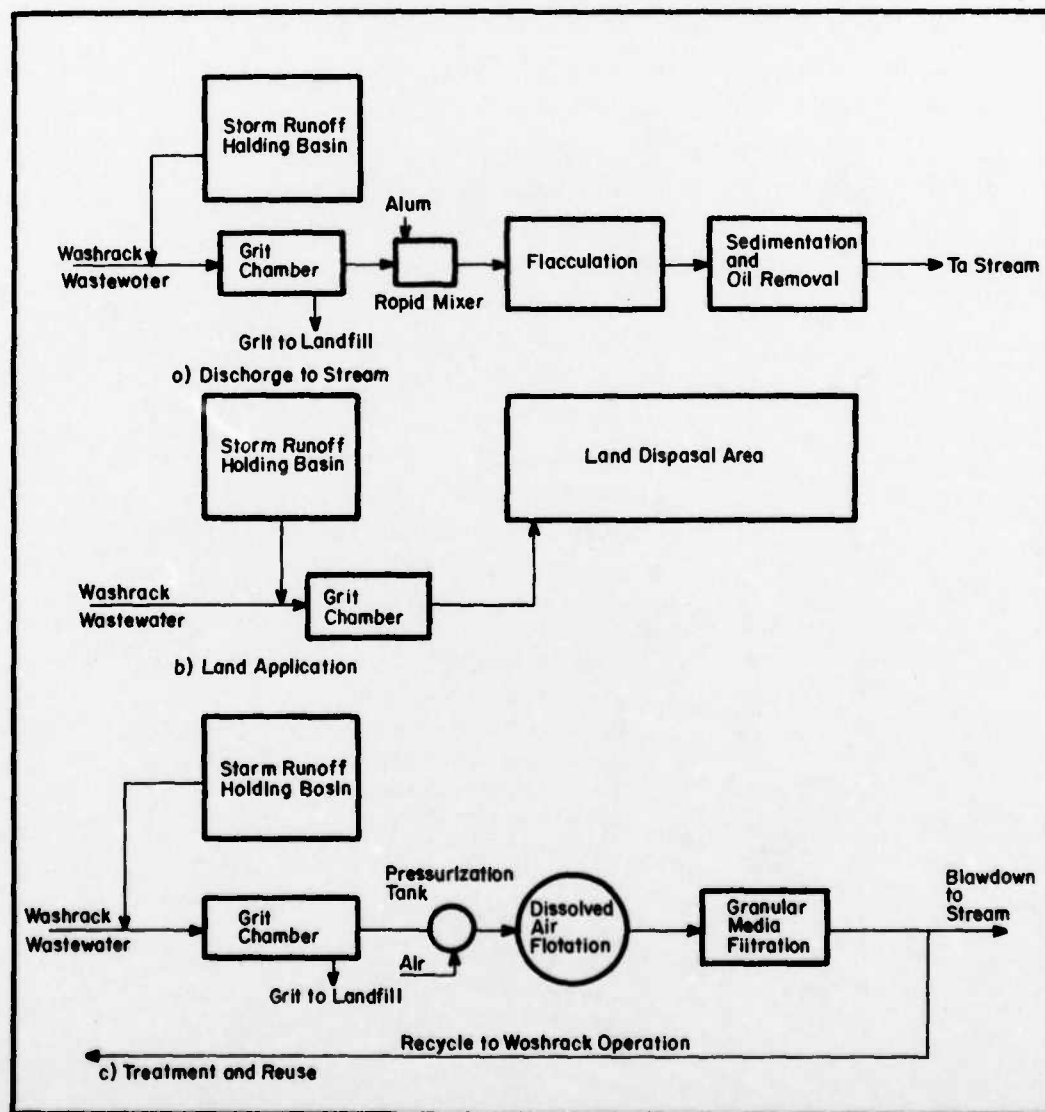 Storm Runoff
Halding Basin
Alum
Washrack
Wastewoter
Grit
Chamber
Ropid Mixer
Flacculation
Sedimentation
and
Oil Removal
Ta Stream
Grit to Landfill
o) Dischorge to Stream
Storm Runoff
Holding Basin
Land Dispasal Area
Washrack
Wastewater
Grit
Chamber
b) Land Application
Starm Runoff
Holding Bosin
Pressurization
Tank
Blawdown
to
Stream
Washrack
Wastewater
Grit
Chamber
Dissolved
Air
Flotation
Granular
Media
Fiitration
Air
Grit to Landfill
Recycle to Woshrack Operation
c) Treatment and Reuse